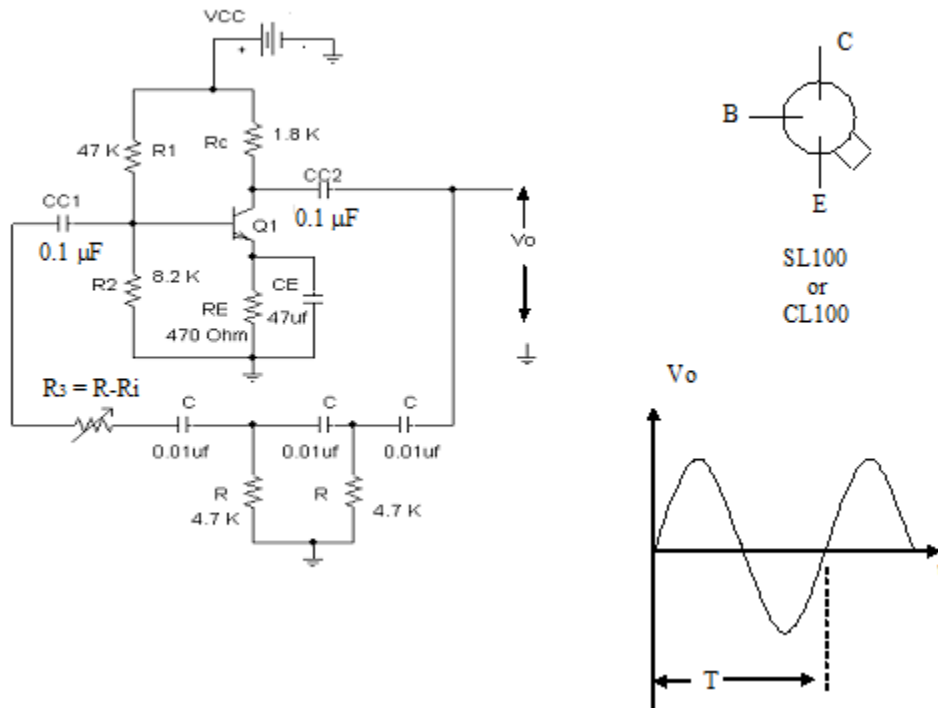 VCC
+
-
Rc
1.8 K
47 K
R1
CC1
0.1 µF
CC2
0.1 µF
Q1
Vo
R2
8.2 K
RE
470 Ohm
CE
47uf
R3 = R-Ri
C
0.01uf
C
0.01uf
C
0.01uf
R
4.7 K
R
4.7 K
C
B
E
SL100
or
CL100
Vo
T